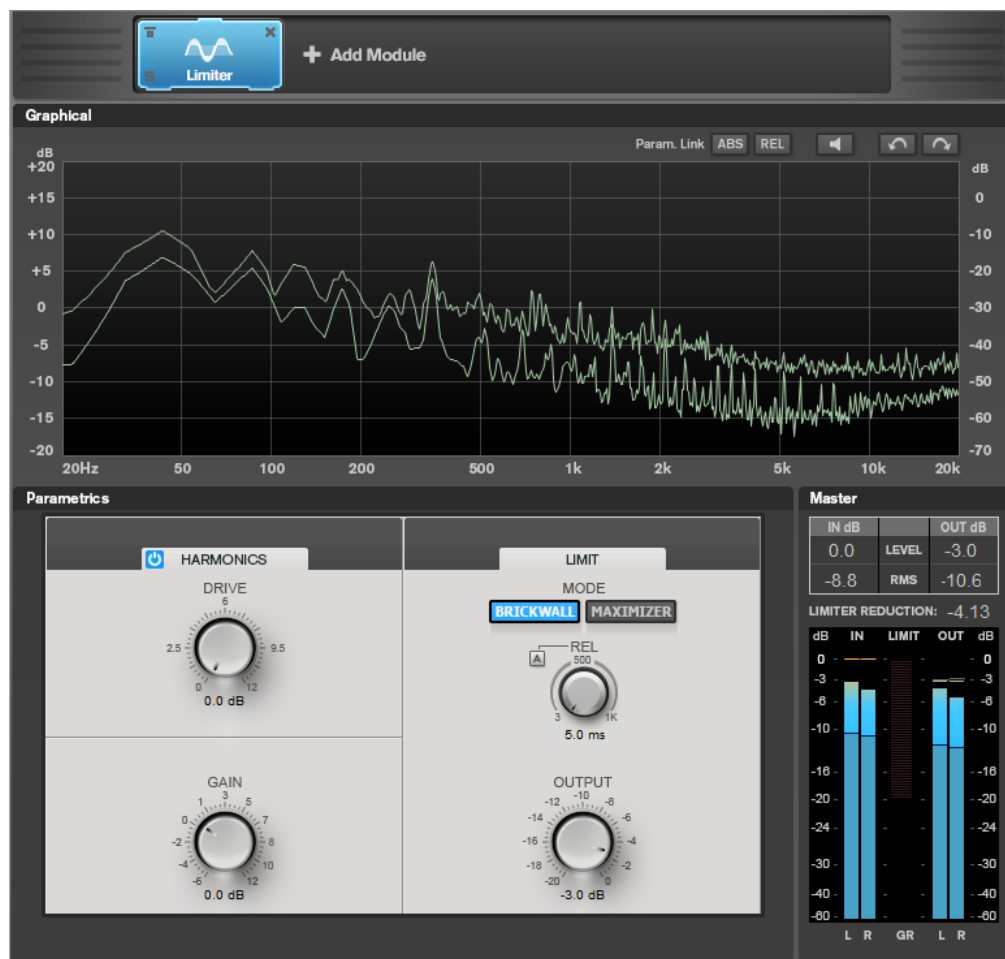 S Limiter
+ Add Module
Graphical
Param. Link ABS REL
dB
+20
+15
+10
+5
0
-5
-10
-15
-20
dB
0
-10
-20
-30
-40
-50
-60
-70
20Hz 50 100 200 500 1k 2k 5k 10k 20k
Parametrics
HARMONICS
DRIVE
6
2.5 9.5
0 12
0.0 dB
GAIN
3
1 5
0 7
-2 8
-4 10
-6 12
0.0 dB
LIMIT
MODE
BRICKWALL MAXIMIZER
A REL
500
3 1K
5.0 ms
OUTPUT
-10
-12 -8
-14 -6
-16 -4
-18 -2
-20 0
-3.0 dB
Master
IN dB OUT dB
0.0 LEVEL -3.0
-8.8 RMS -10.6
LIMITER REDUCTION: -4.13
dB IN LIMIT OUT dB
0 - - - 0
-3 - - - -3
-6 - - - -6
-10 - - - -10
-16 - - - -16
-20 - - - -20
-24 - - - -24
-30 - - - -30
-40 - - - -40
-60 - - - -60
L R GR L R